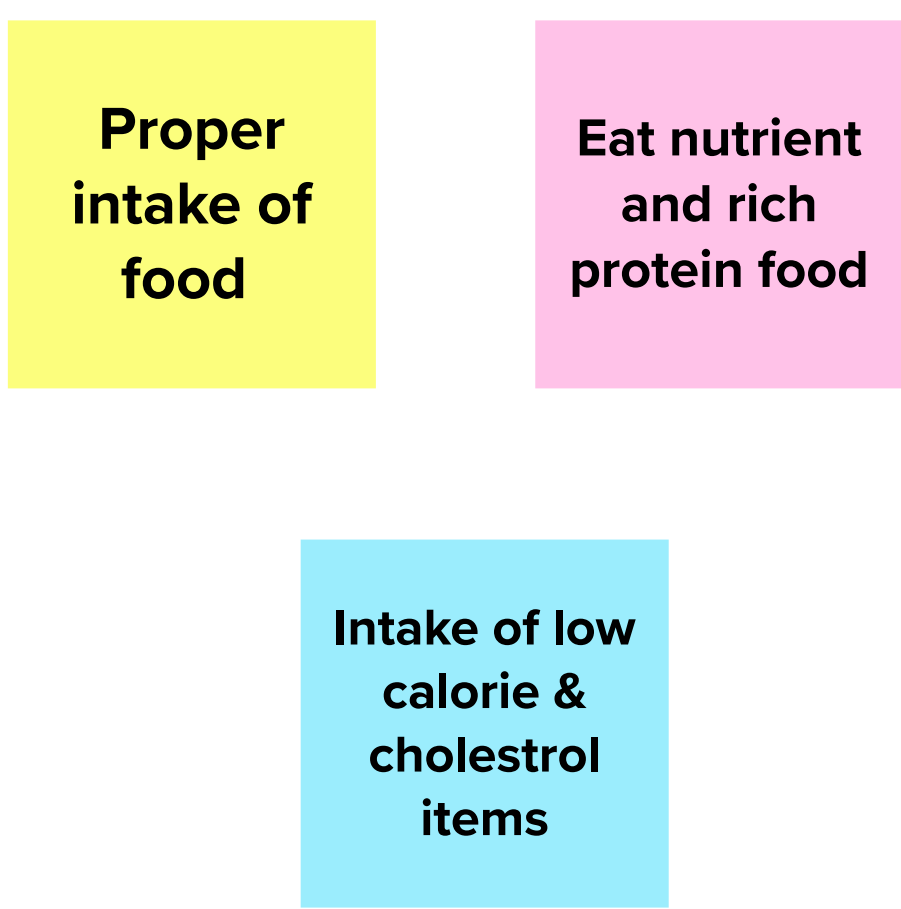 Proper
intake of
food
Eat nutrient
and rich
protein food
Intake of low
calorie &
cholestrol
items